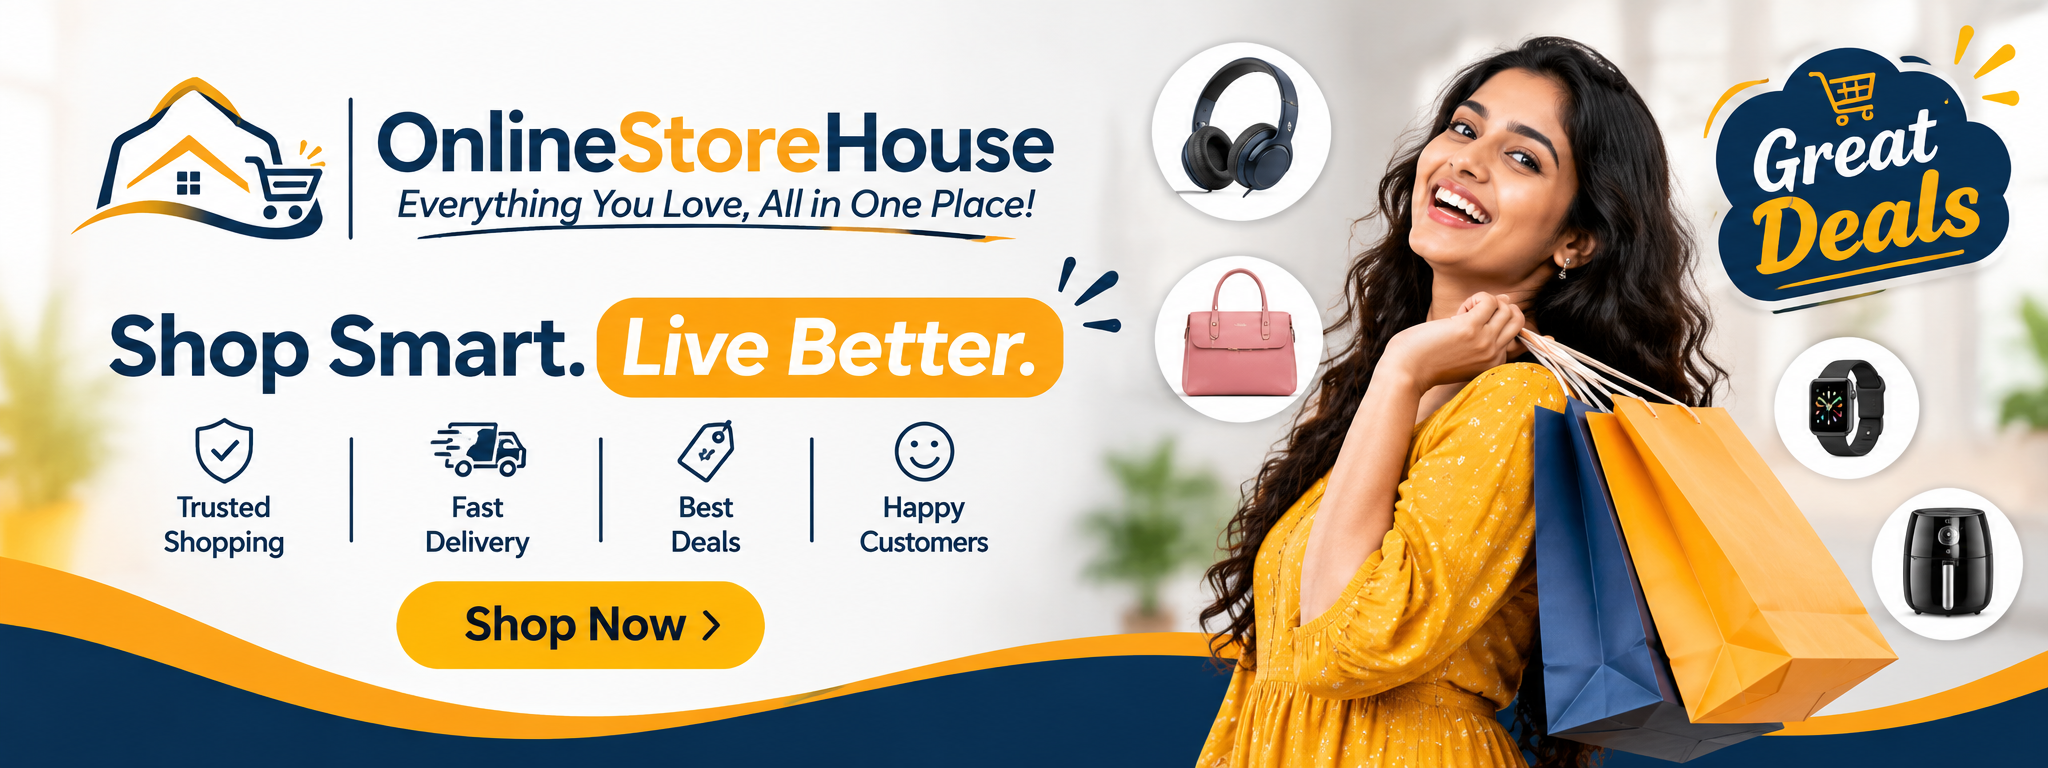 OnlineStoreHouse
Everything You Love, All in One Place!
Shop Smart. Live Better.
Trusted
Shopping
Fast
Delivery
Best
Deals
Happy
Customers
Shop Now >
Great
Deals